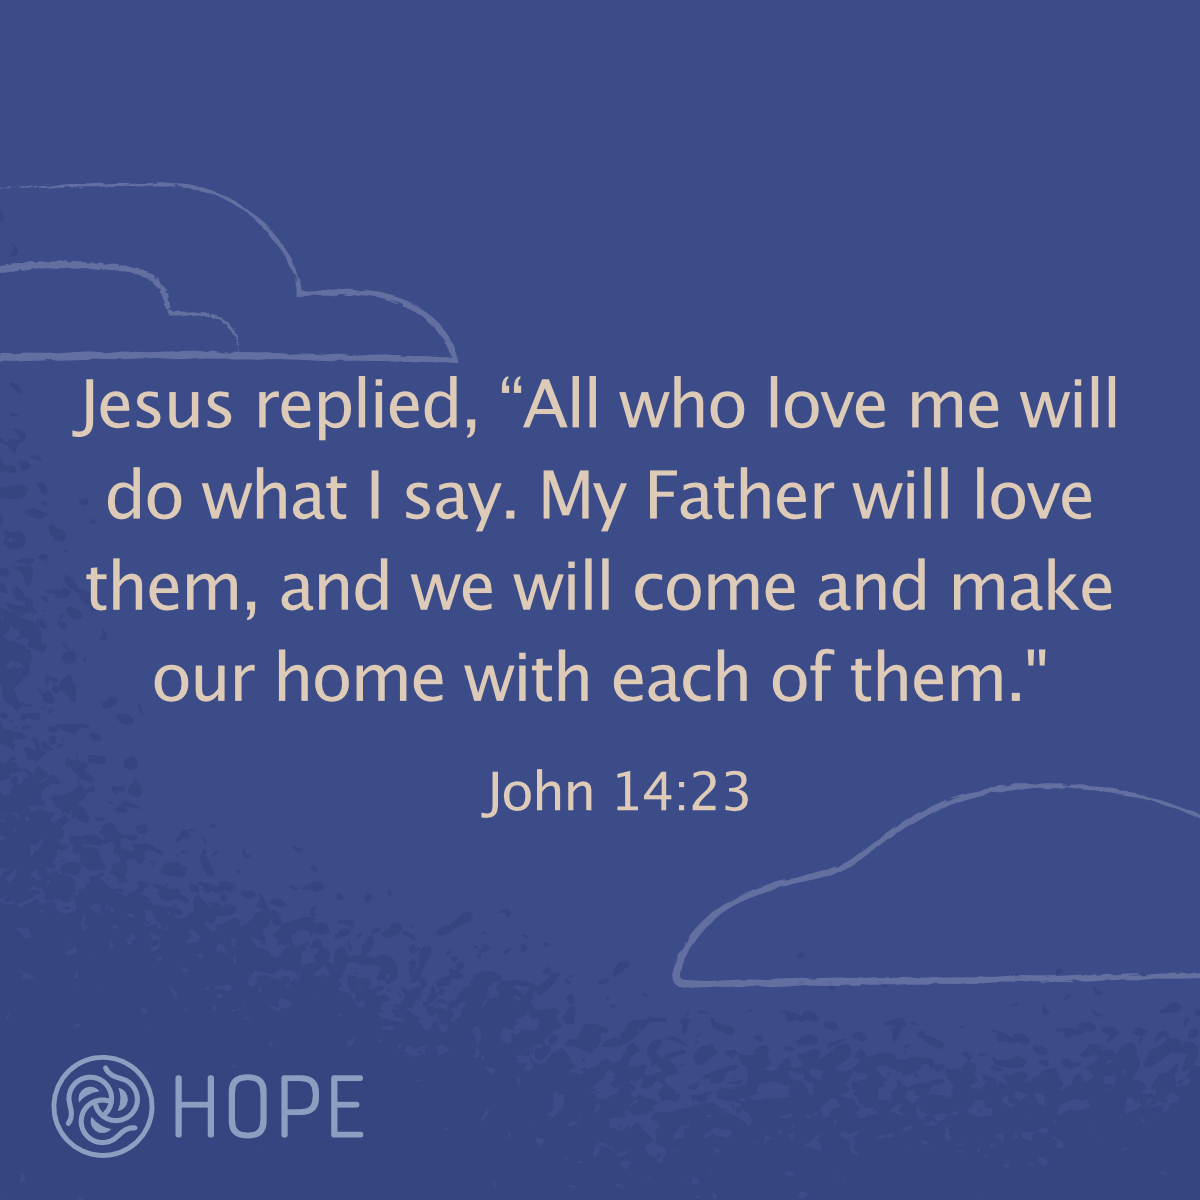 Jesus replied, “All who love me will
do what I say. My Father will love
them, and we will come and make
our home with each of them."
John 14:23
HOPE